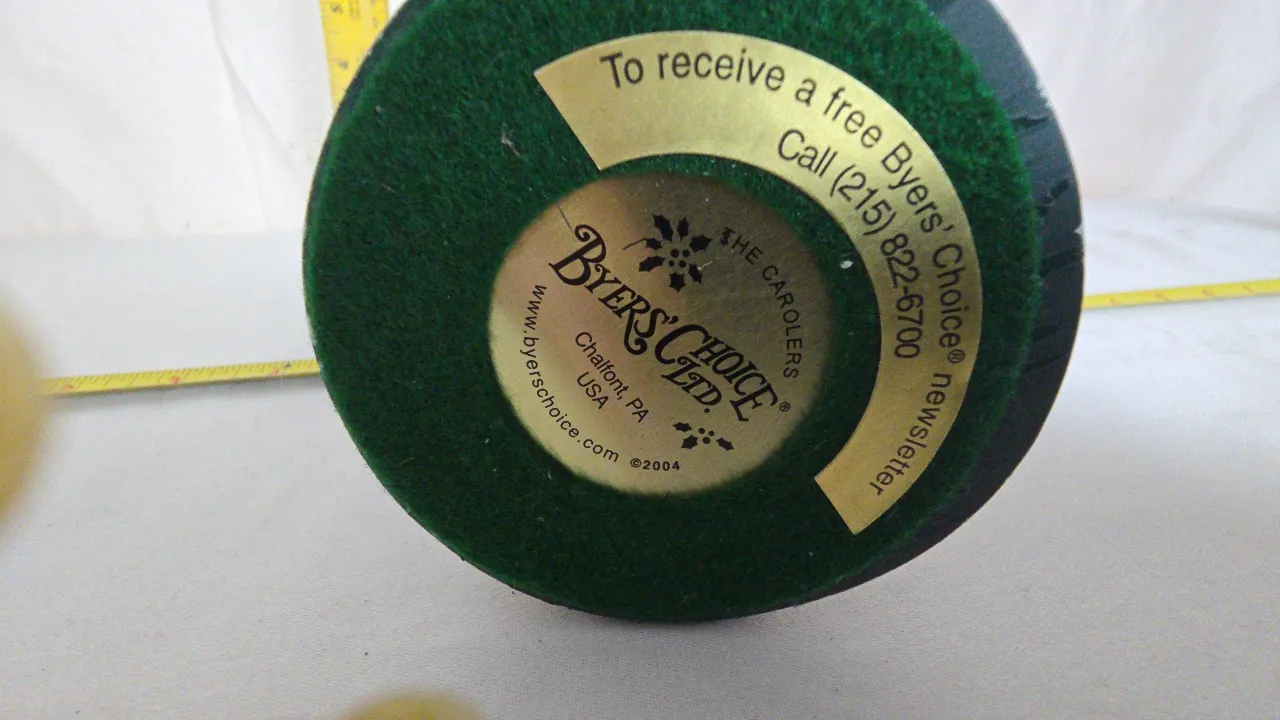 To receive a free Byers' Choice® newsletter
Call (215) 822-6700
THE CAROLERS
BYERS' CHOICE LTD.®
Chalfont, PA
USA
www.byerschoice.com ©2004